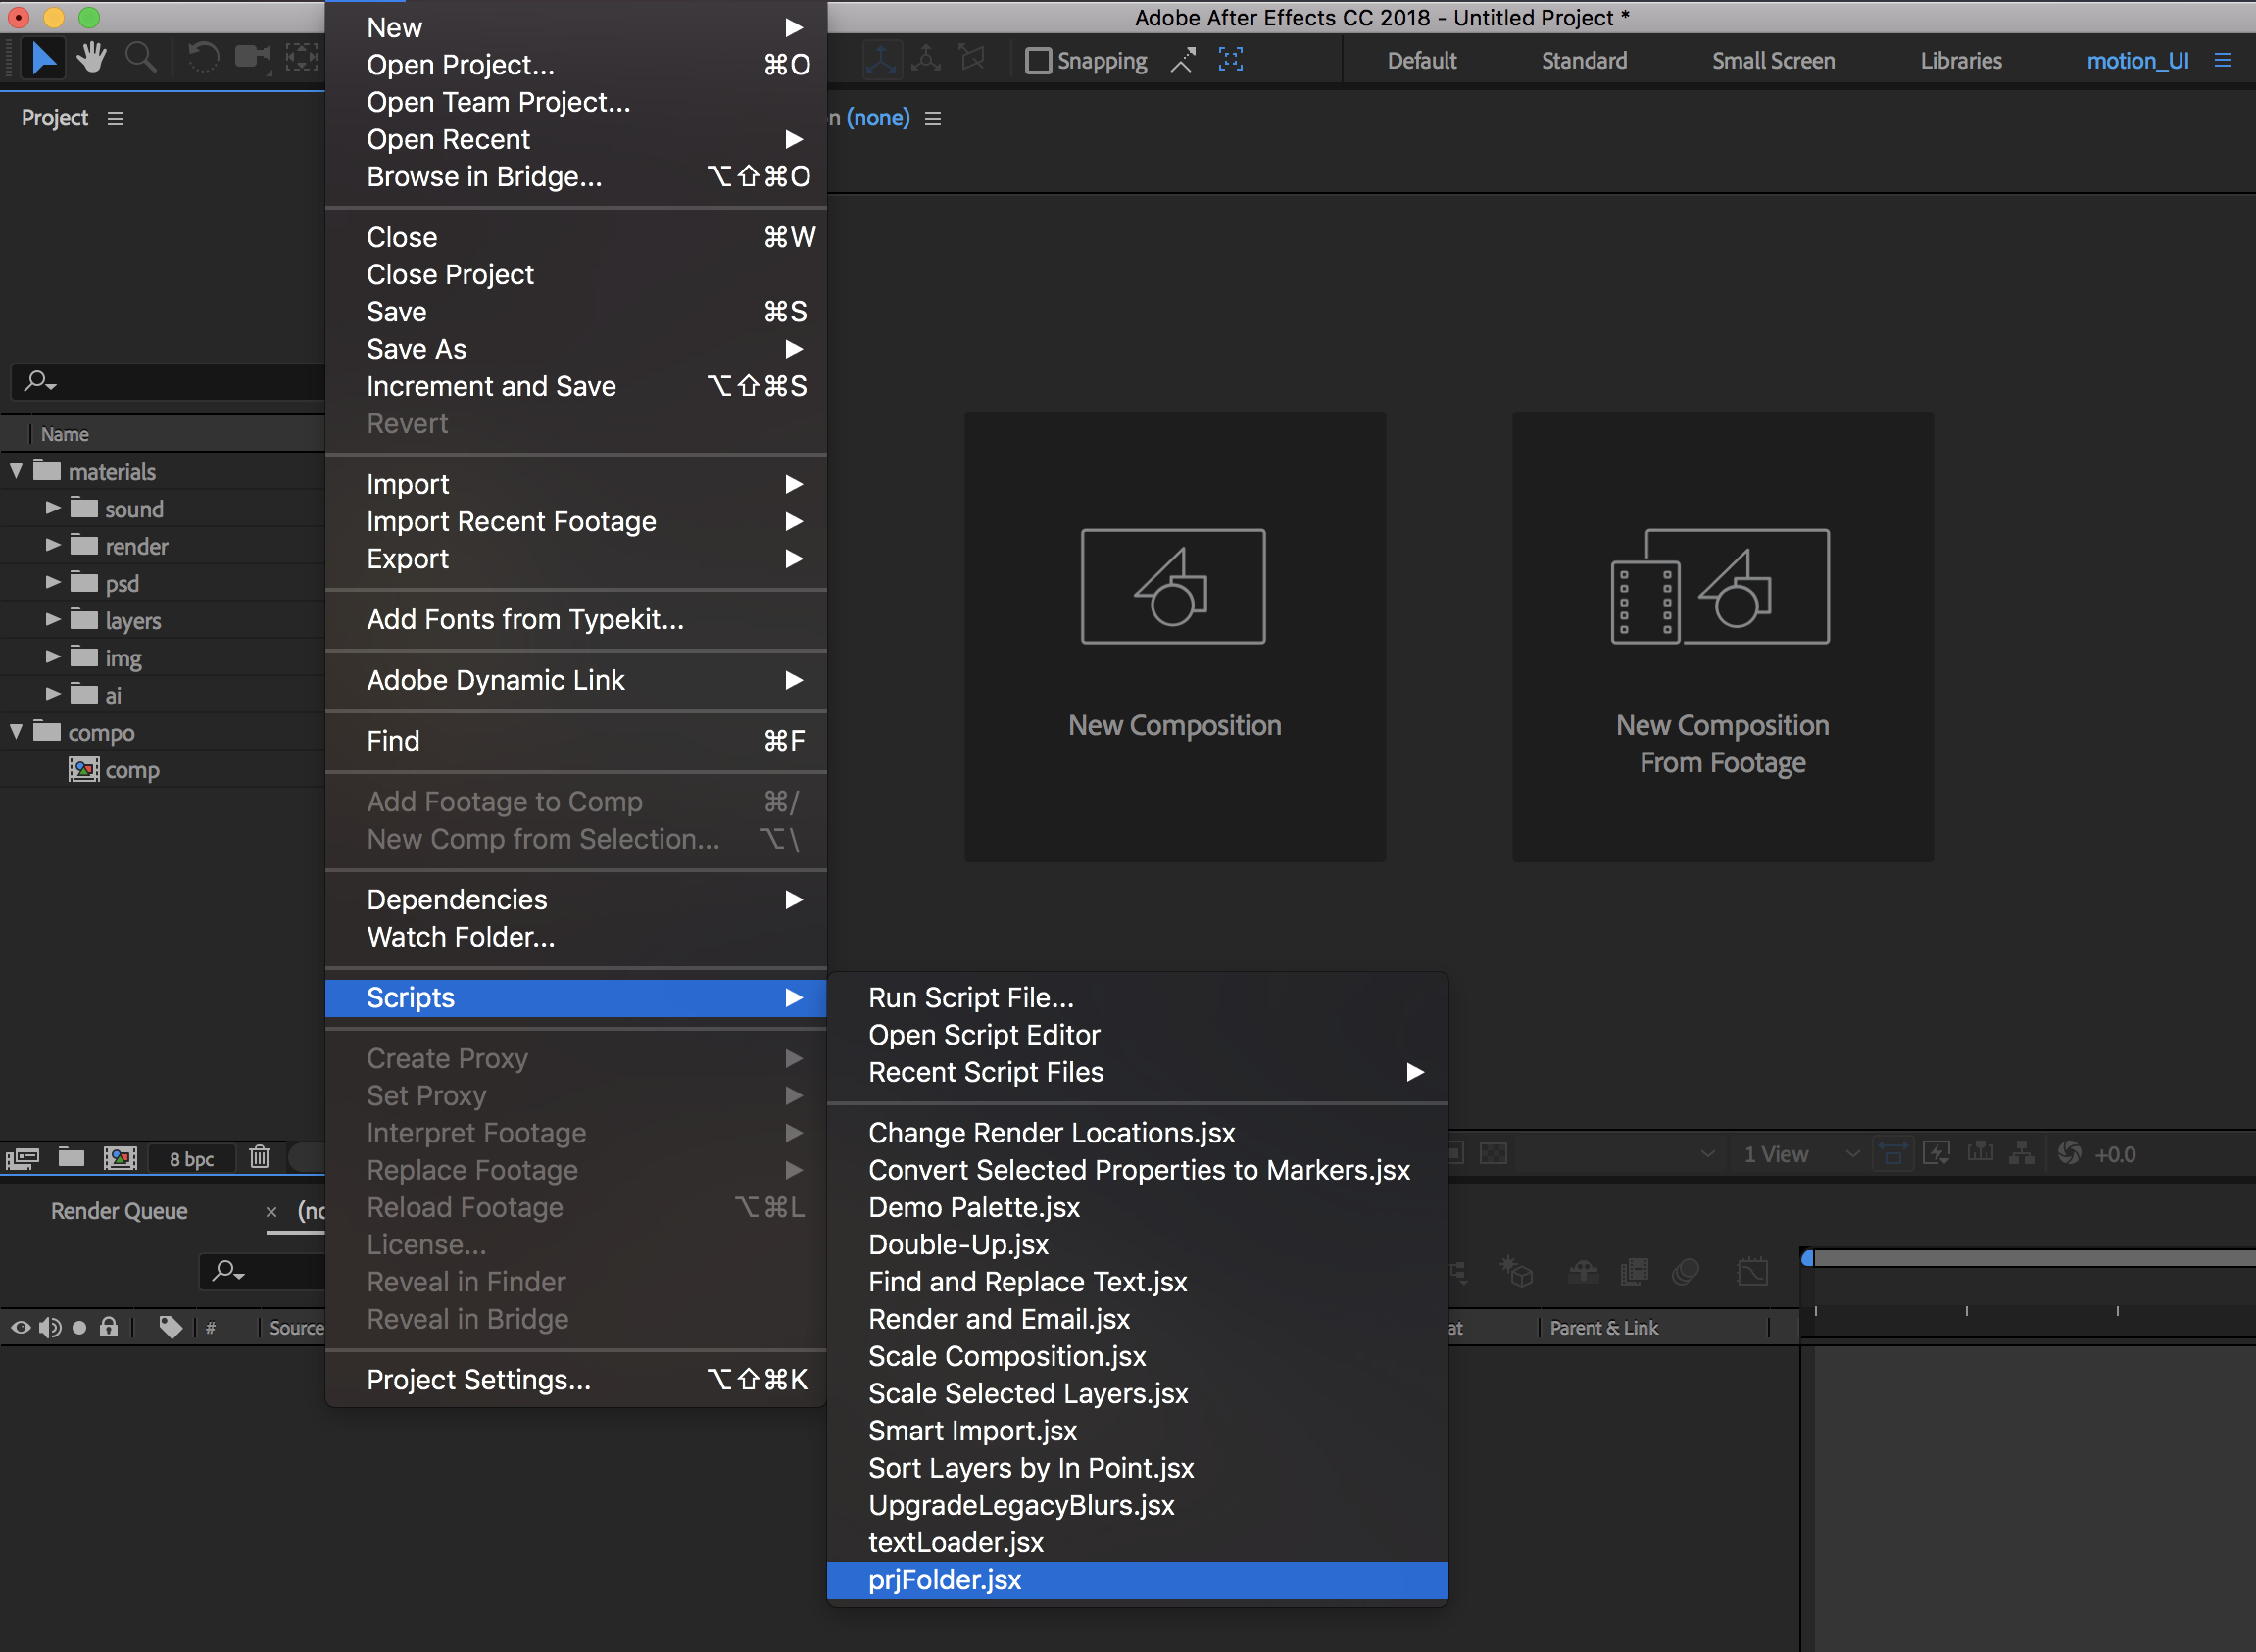 Adobe After Effects CC 2018 - Untitled Project *
Snapping
Default
Standard
Small Screen
Libraries
motion_UI
Project
n (none)
Name
materials
sound
render
psd
layers
img
ai
compo
comp
8 bpc
New
Open Project... ⌘O
Open Team Project...
Open Recent
Browse in Bridge... ⌥⇧⌘O
Close ⌘W
Close Project
Save ⌘S
Save As
Increment and Save ⌥⇧⌘S
Revert
Import
Import Recent Footage
Export
Add Fonts from Typekit...
Adobe Dynamic Link
Find ⌘F
Add Footage to Comp ⌘/
New Comp from Selection... ⌥\
Dependencies
Watch Folder...
Scripts
Create Proxy
Set Proxy
Interpret Footage
Replace Footage
Reload Footage ⌥⌘L
License...
Reveal in Finder
Reveal in Bridge
Project Settings... ⌥⇧⌘K
Run Script File...
Open Script Editor
Recent Script Files
Change Render Locations.jsx
Convert Selected Properties to Markers.jsx
Demo Palette.jsx
Double-Up.jsx
Find and Replace Text.jsx
Render and Email.jsx
Scale Composition.jsx
Scale Selected Layers.jsx
Smart Import.jsx
Sort Layers by In Point.jsx
UpgradeLegacyBlurs.jsx
textLoader.jsx
prjFolder.jsx
New Composition
New Composition
From Footage
1 View
+0.0
Render Queue
× (no
# Source
at
Parent & Link